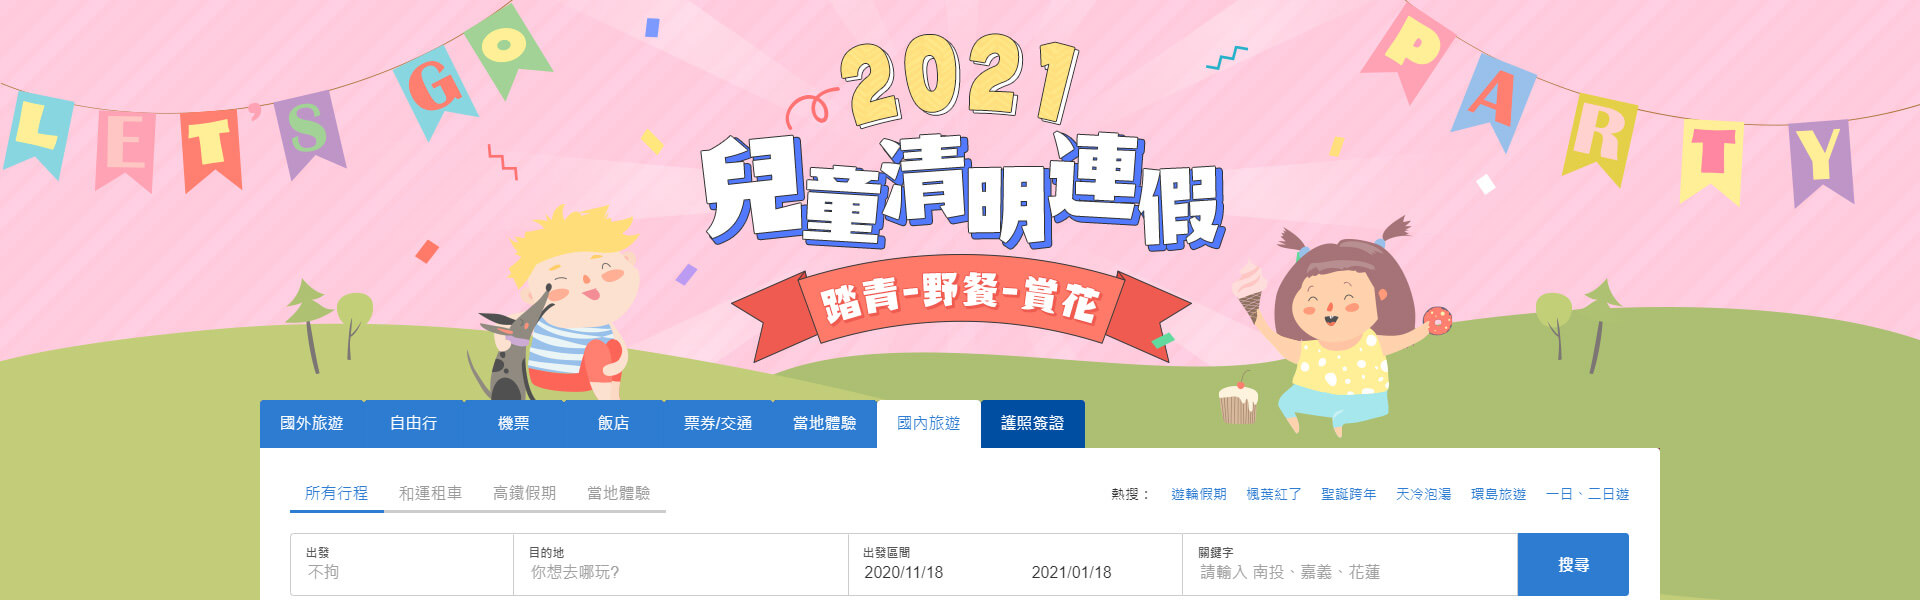 LET'S GO
PARTY
2021
兒童清明連假
踏青-野餐-賞花
國外旅遊 自由行 機票 飯店 票券/交通 當地體驗 國內旅遊 護照簽證
所有行程 和運租車 高鐵假期 當地體驗
熱搜： 遊輪假期 楓葉紅了 聖誕跨年 天冷泡湯 環島旅遊 一日、二日遊
出發 目的地 出發區間 關鍵字
不拘 你想去哪玩? 2020/11/18 2021/01/18 請輸入 南投、嘉義、花蓮
搜尋